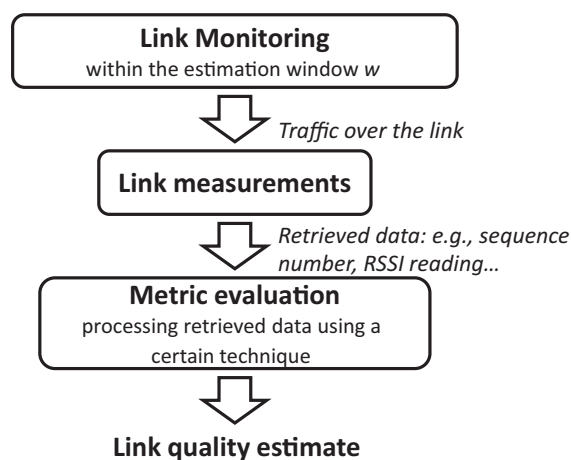 Link Monitoring
within the estimation window w
Traffic over the link
Link measurements
Retrieved data: e.g., sequence
number, RSSI reading…
Metric evaluation
processing retrieved data using a
certain technique
Link quality estimate